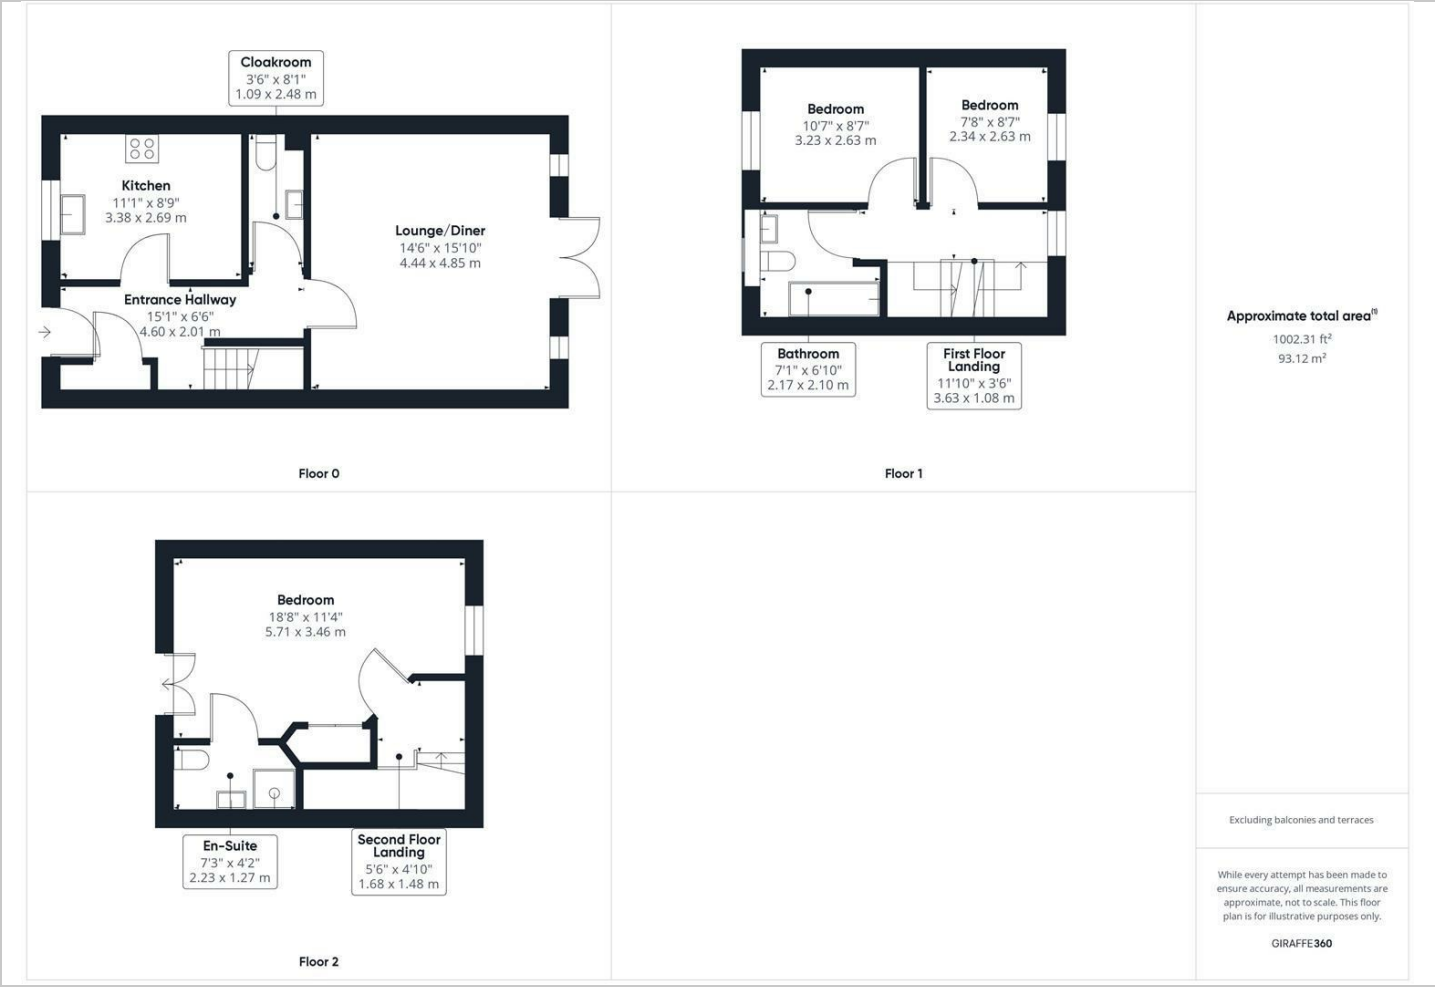 Cloakroom
3'6" x 8'1"
1.09 x 2.48 m
Kitchen
11'1" x 8'9"
3.38 x 2.69 m
Lounge/Diner
14'6" x 15'10"
4.44 x 4.85 m
Entrance Hallway
15'1" x 6'6"
4.60 x 2.01 m
Floor 0
Bedroom
10'7" x 8'7"
3.23 x 2.63 m
Bedroom
7'8" x 8'7"
2.34 x 2.63 m
Bathroom
7'1" x 6'10"
2.17 x 2.10 m
First Floor
Landing
11'10" x 3'6"
3.63 x 1.08 m
Floor 1
Bedroom
18'8" x 11'4"
5.71 x 3.46 m
En-Suite
7'3" x 4'2"
2.23 x 1.27 m
Second Floor
Landing
5'6" x 4'10"
1.68 x 1.48 m
Floor 2
Approximate total area⁽¹⁾
1002.31 ft²
93.12 m²
Excluding balconies and terraces
While every attempt has been made to
ensure accuracy, all measurements are
approximate, not to scale. This floor
plan is for illustrative purposes only.
GIRAFFE360